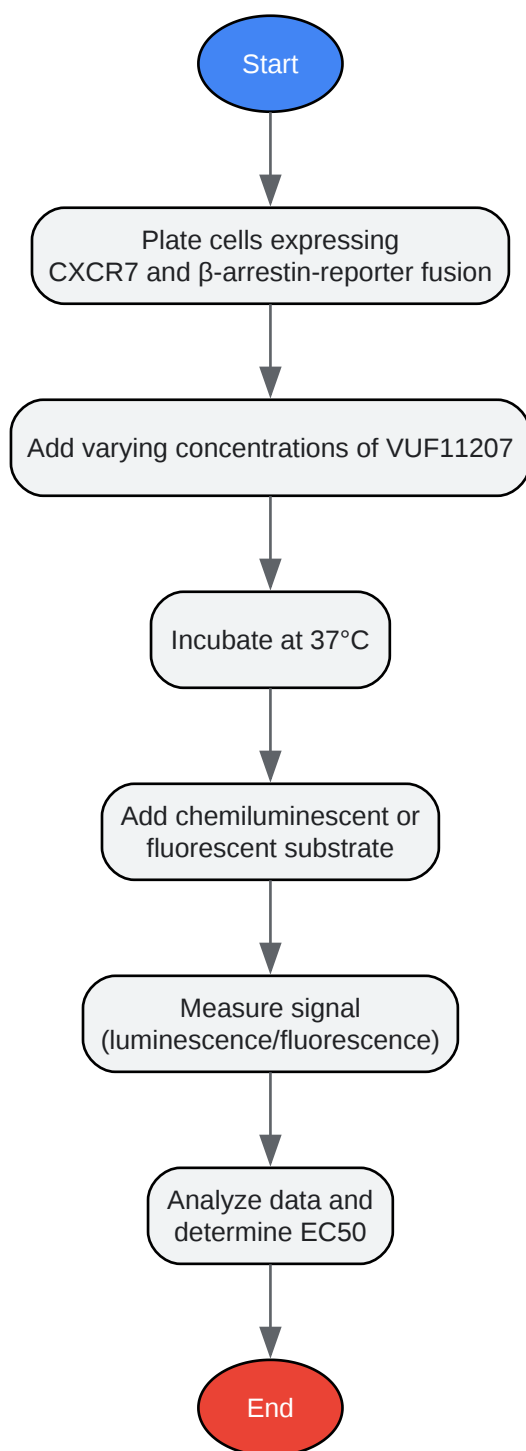 Start
Plate cells expressing
CXCR7 and β-arrestin-reporter fusion
Add varying concentrations of VUF11207
Incubate at 37°C
Add chemiluminescent or
fluorescent substrate
Measure signal
(luminescence/fluorescence)
Analyze data and
determine EC50
End